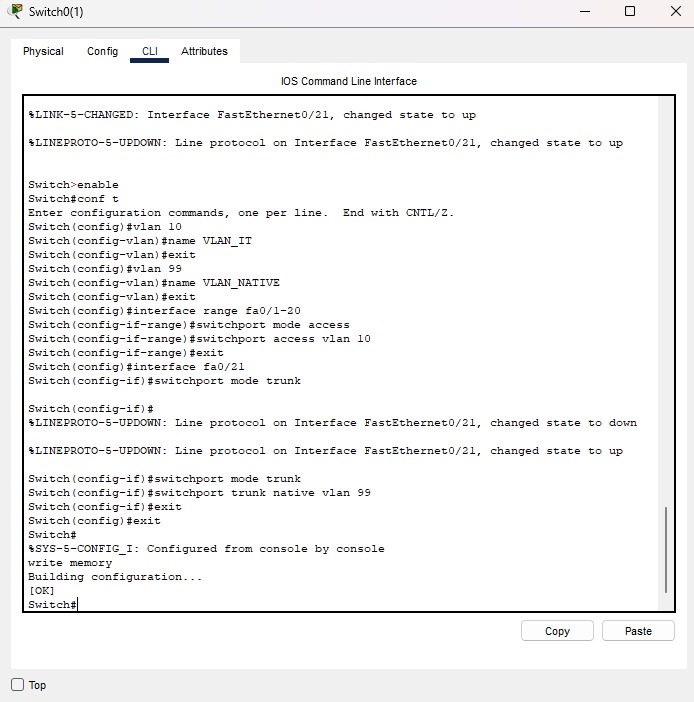 Switch0(1)
Physical Config CLI Attributes
IOS Command Line Interface
%LINK-5-CHANGED: Interface FastEthernet0/21, changed state to up
%LINEPROTO-5-UPDOWN: Line protocol on Interface FastEthernet0/21, changed state to up
Switch>enable
Switch#conf t
Enter configuration commands, one per line.  End with CNTL/Z.
Switch(config)#vlan 10
Switch(config-vlan)#name VLAN_IT
Switch(config-vlan)#exit
Switch(config)#vlan 99
Switch(config-vlan)#name VLAN_NATIVE
Switch(config-vlan)#exit
Switch(config)#interface range fa0/1-20
Switch(config-if-range)#switchport mode access
Switch(config-if-range)#switchport access vlan 10
Switch(config-if-range)#exit
Switch(config)#interface fa0/21
Switch(config-if)#switchport mode trunk
Switch(config-if)#
%LINEPROTO-5-UPDOWN: Line protocol on Interface FastEthernet0/21, changed state to down
%LINEPROTO-5-UPDOWN: Line protocol on Interface FastEthernet0/21, changed state to up
Switch(config-if)#switchport mode trunk
Switch(config-if)#switchport trunk native vlan 99
Switch(config-if)#exit
Switch(config)#exit
Switch#
%SYS-5-CONFIG_I: Configured from console by console
write memory
Building configuration...
[OK]
Switch#
Copy Paste
Top